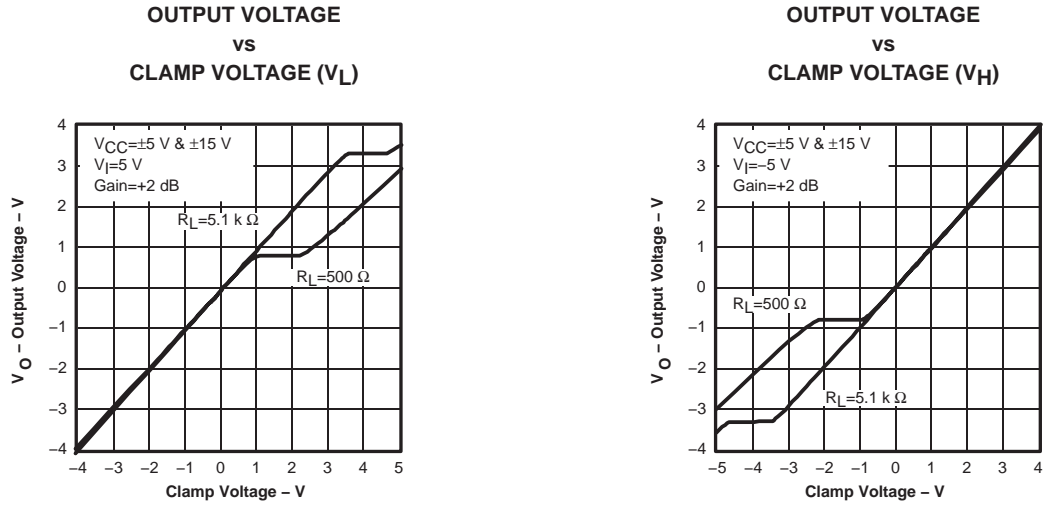 OUTPUT VOLTAGE
vs
CLAMP VOLTAGE (VL)
4
3
2
1
0
−1
−2
−3
−4
VO – Output Voltage – V
VCC=±5 V & ±15 V
VI=5 V
Gain=+2 dB
RL=5.1 k Ω
RL=500 Ω
−4 −3 −2 −1 0 1 2 3 4 5
Clamp Voltage – V
OUTPUT VOLTAGE
vs
CLAMP VOLTAGE (VH)
4
3
2
1
0
−1
−2
−3
−4
VO – Output Voltage – V
VCC=±5 V & ±15 V
VI=−5 V
Gain=+2 dB
RL=500 Ω
RL=5.1 k Ω
−5 −4 −3 −2 −1 0 1 2 3 4
Clamp Voltage – V